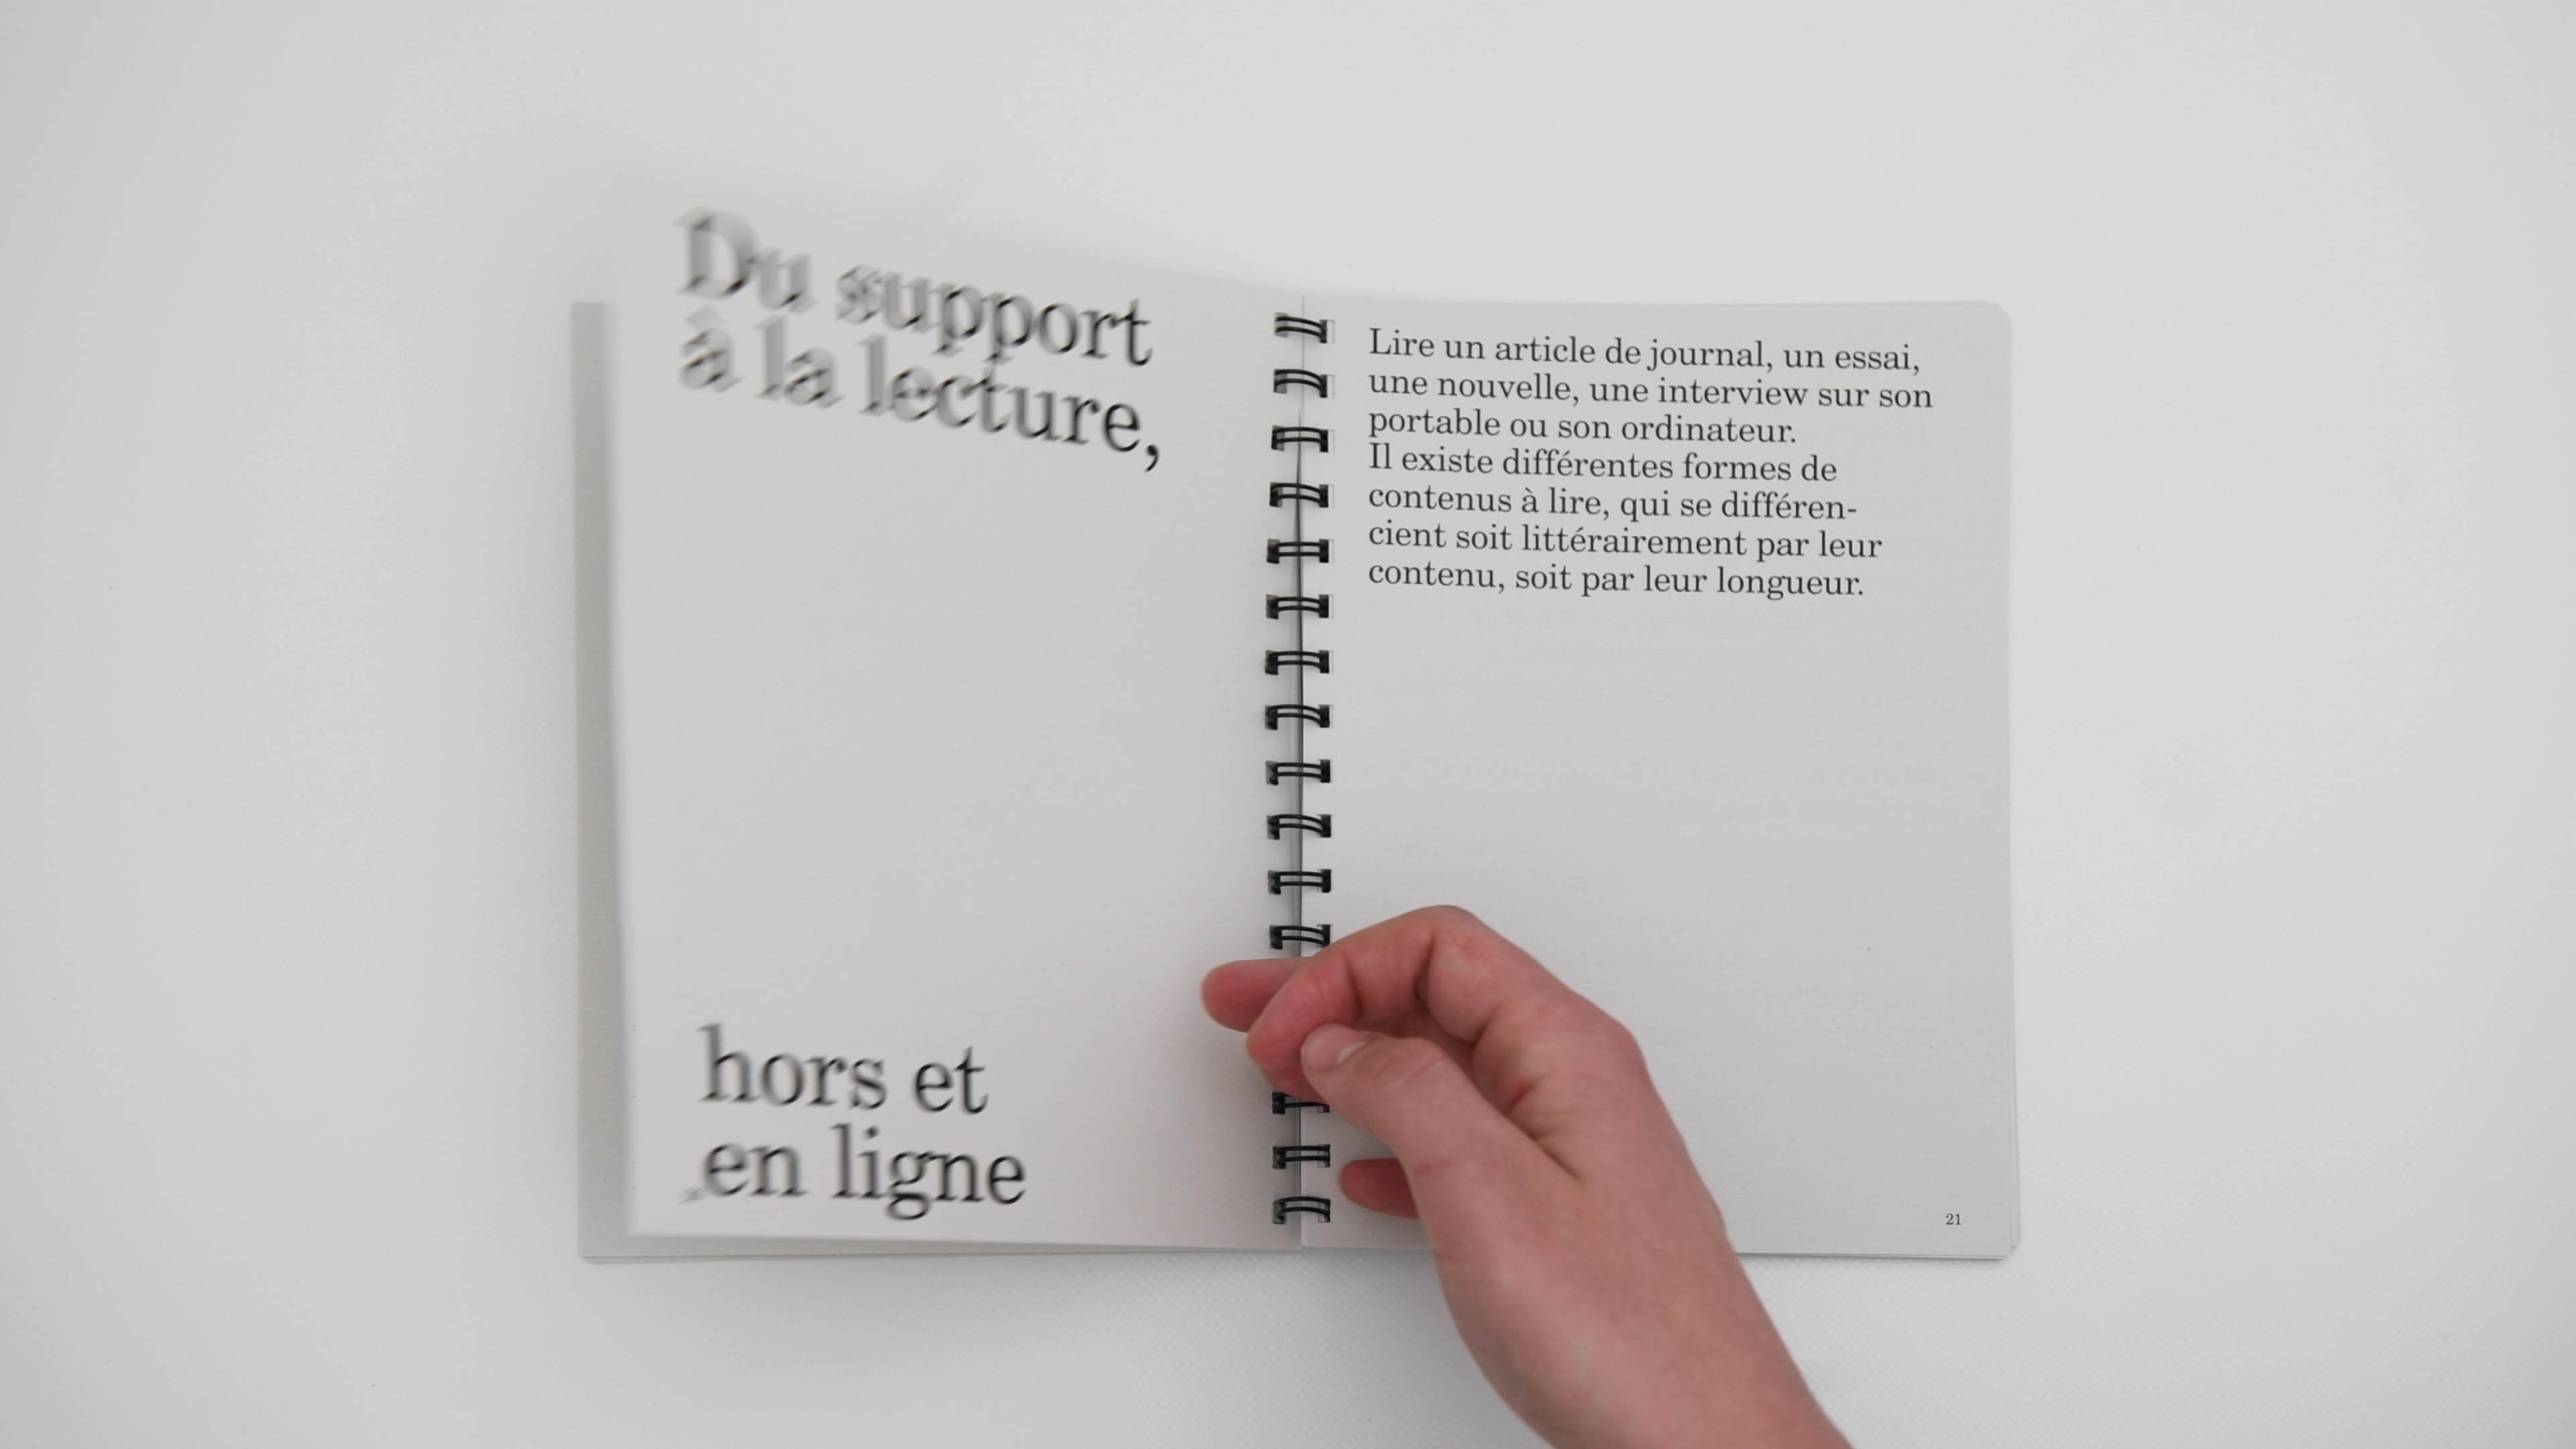 Du support
à la lecture,
hors et
en ligne
Lire un article de journal, un essai,
une nouvelle, une interview sur son
portable ou son ordinateur.
Il existe différentes formes de
contenus à lire, qui se différen-
cient soit littérairement par leur
contenu, soit par leur longueur.
21